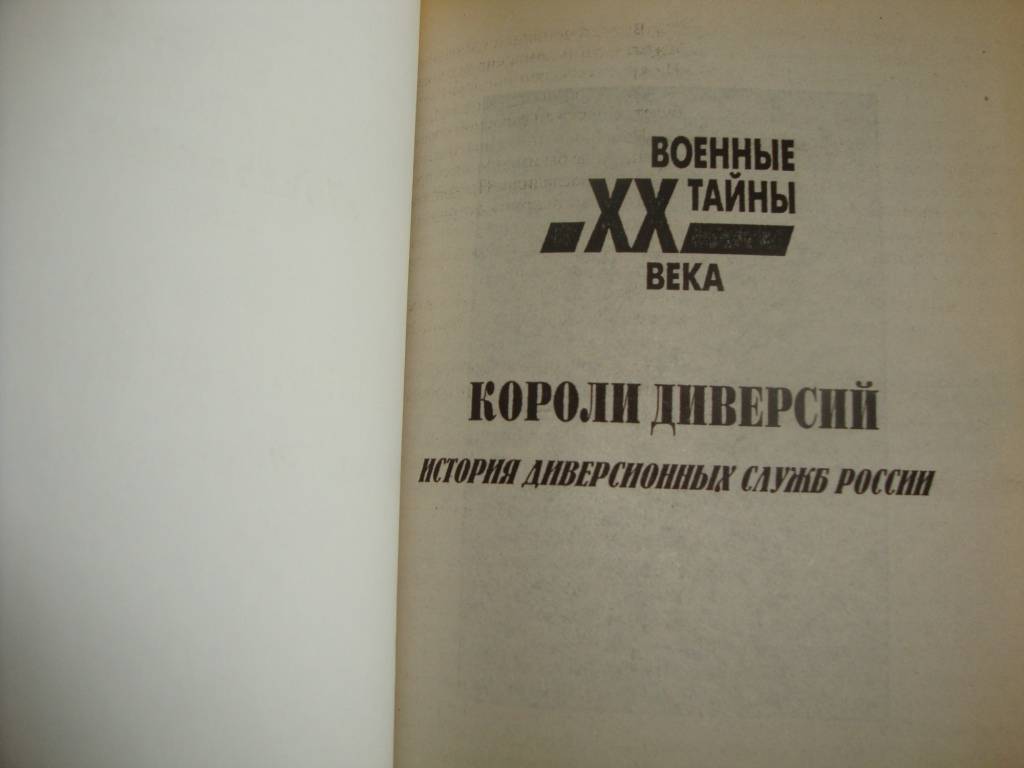 ВОЕННЫЕ
XX ТАЙНЫ
ВЕКА
КОРОЛИ ДИВЕРСИЙ
ИСТОРИЯ ДИВЕРСИОННЫХ СЛУЖБ РОССИИ